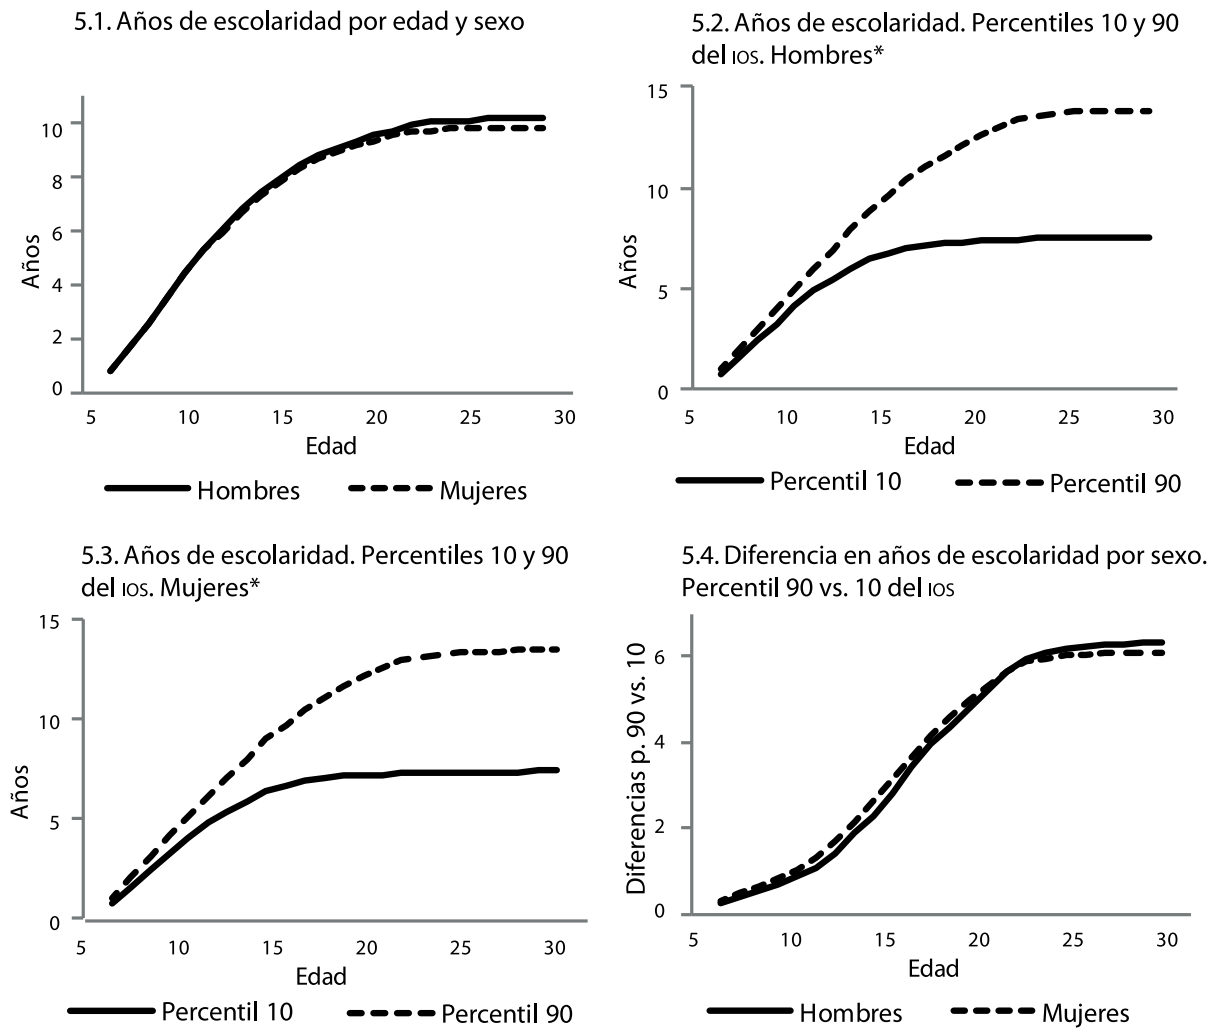 5.1. Años de escolaridad por edad y sexo
10
8
6
4
2
0
Años
5 10 15 20 25 30
Edad
Hombres Mujeres
5.2. Años de escolaridad. Percentiles 10 y 90
del IOS. Hombres*
15
10
5
0
Años
5 10 15 20 25 30
Edad
Percentil 10 Percentil 90
5.3. Años de escolaridad. Percentiles 10 y 90
del IOS. Mujeres*
15
10
5
0
Años
5 10 15 20 25 30
Edad
Percentil 10 Percentil 90
5.4. Diferencia en años de escolaridad por sexo.
Percentil 90 vs. 10 del IOS
6
4
2
0
Diferencias p. 90 vs. 10
5 10 15 20 25 30
Edad
Hombres Mujeres